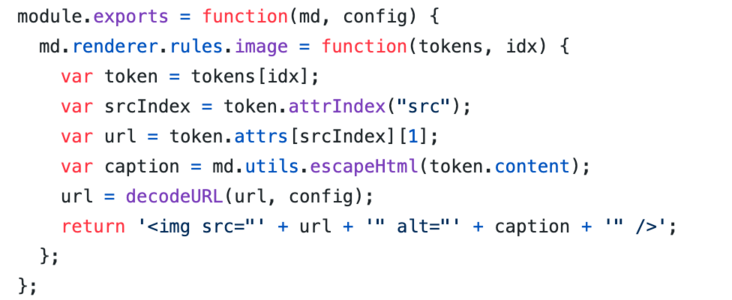 module.exports = function(md, config) {
  md.renderer.rules.image = function(tokens, idx) {
    var token = tokens[idx];
    var srcIndex = token.attrIndex("src");
    var url = token.attrs[srcIndex][1];
    var caption = md.utils.escapeHtml(token.content);
    url = decodeURL(url, config);
    return '<img src="' + url + '" alt="' + caption + '" />';
  };
};